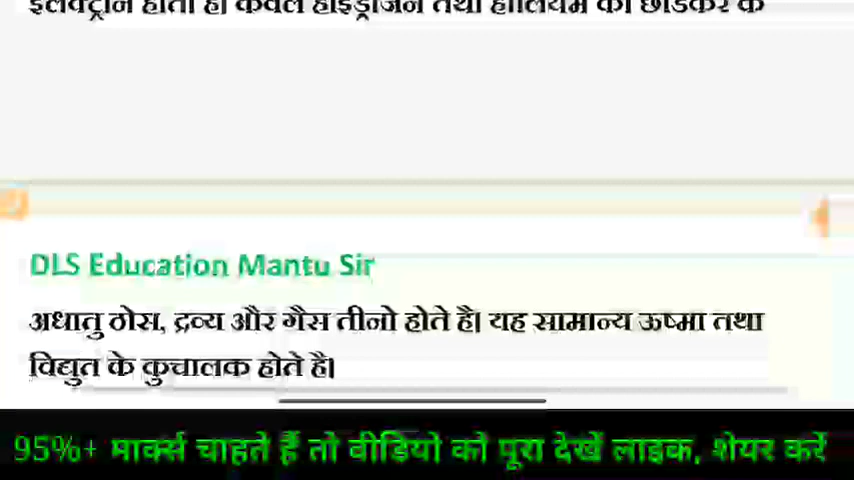 इलेक्ट्रॉन होता है। केवल हाइड्रोजन तथा हीलियम को छोडकर के
DLS Education Mantu Sir
अधातु ठोस, द्रव्य और गैस तीनो होते है। यह सामान्य ऊष्मा तथा
विद्युत के कुचालक होते है।
95%+ मार्क्स चाहते हैं तो वीडियो को पूरा देखें लाइक, शेयर करें